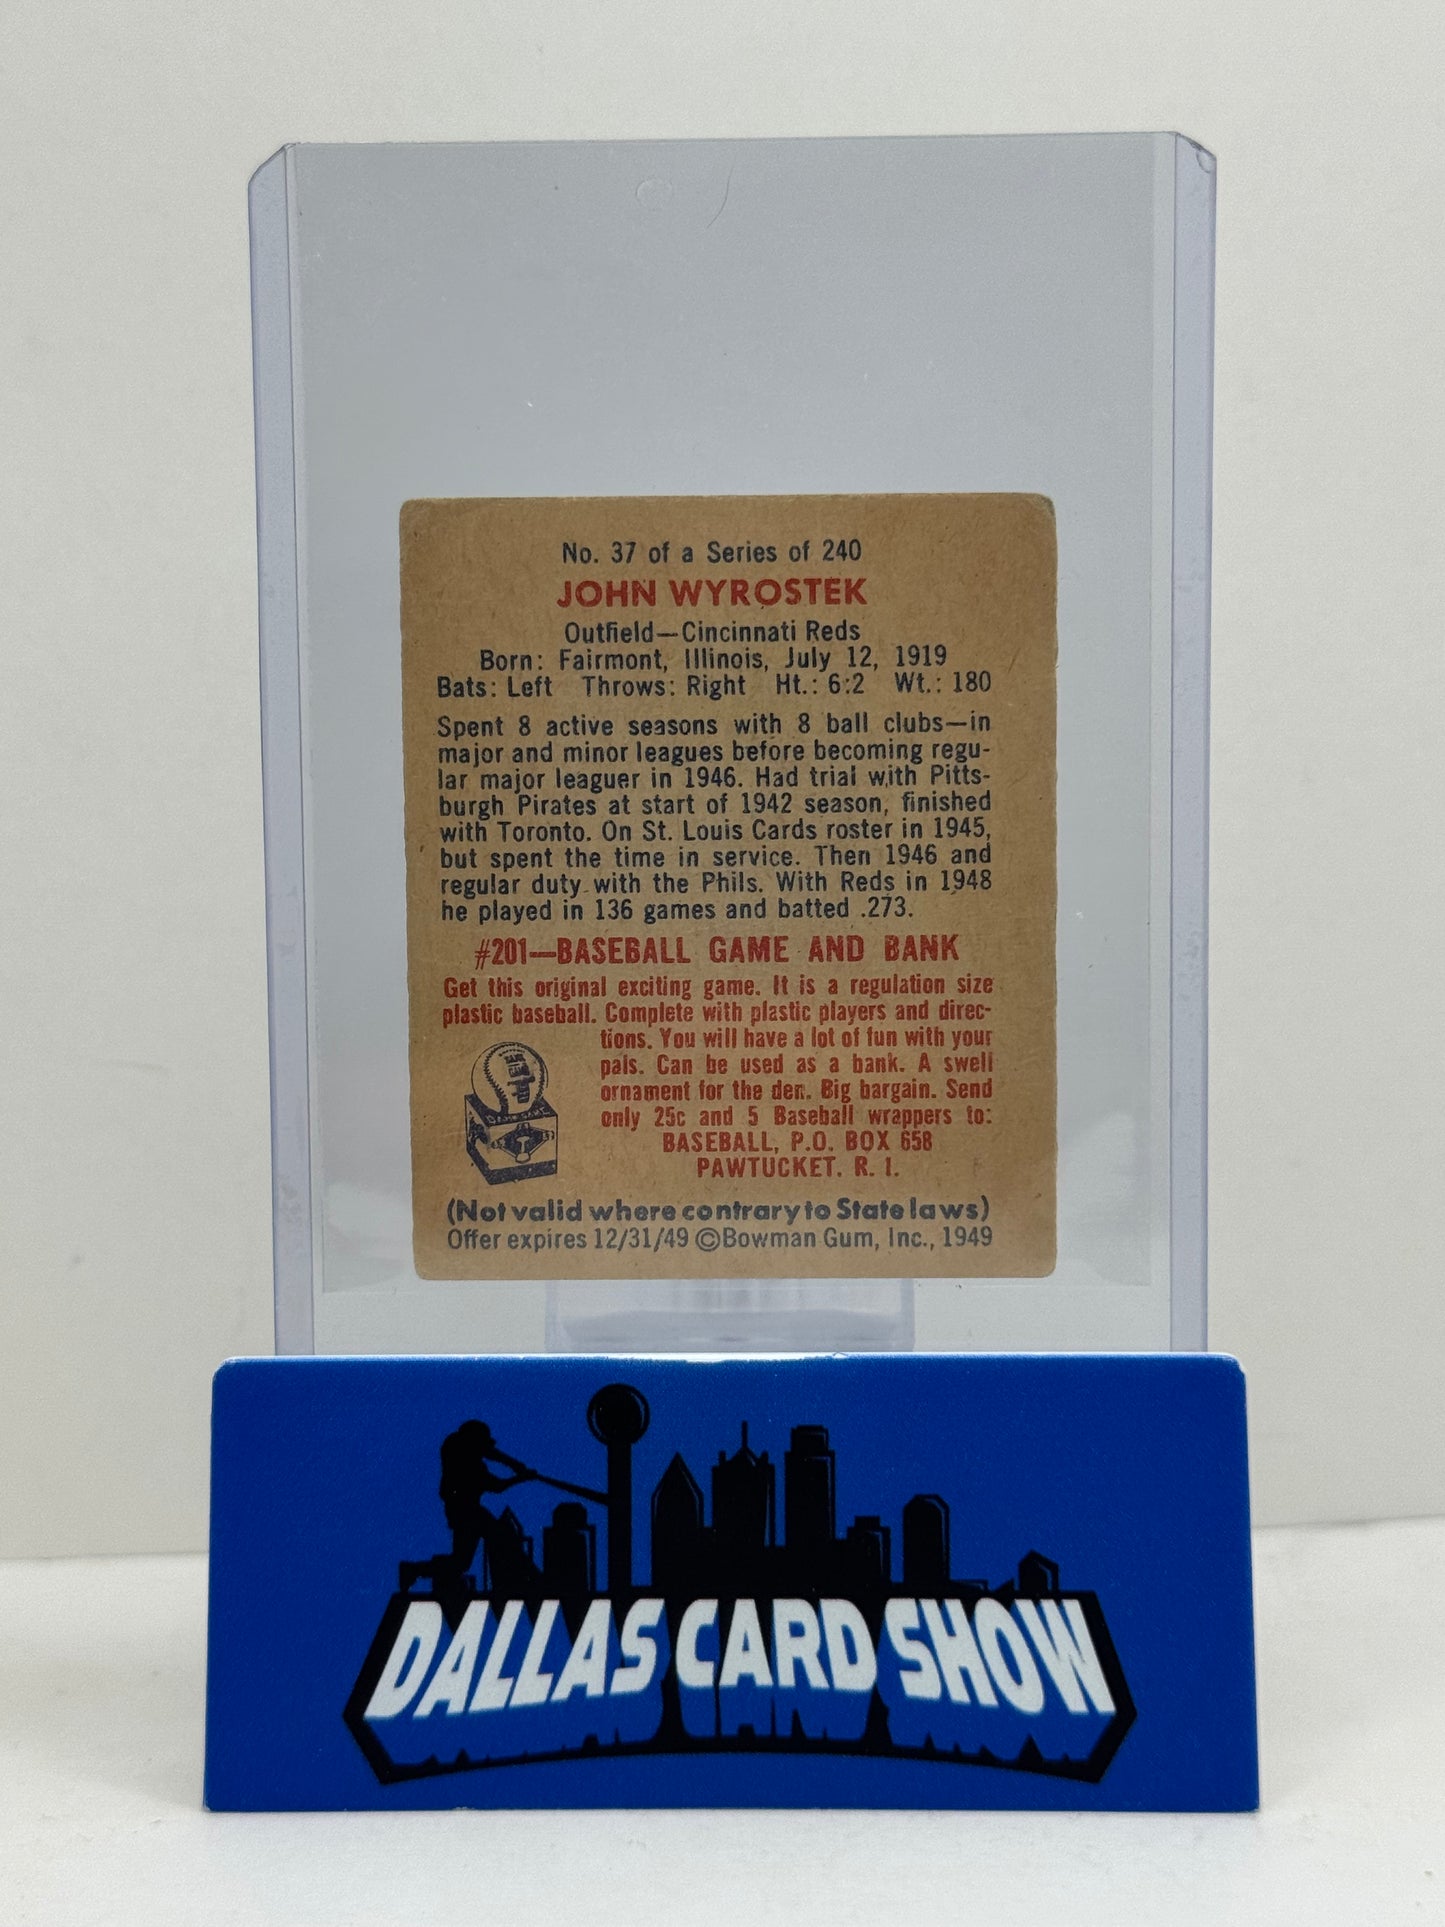 No. 37 of a Series of 240
JOHN WYROSTEK
Outfield—Cincinnati Reds
Born: Fairmont, Illinois, July 12, 1919
Bats: Left Throws: Right Ht.: 6:2 Wt.: 180
Spent 8 active seasons with 8 ball clubs—in
major and minor leagues before becoming regu-
lar major leaguer in 1946. Had trial with Pitts-
burgh Pirates at start of 1942 season, finished
with Toronto. On St. Louis Cards roster in 1945,
but spent the time in service. Then 1946 and
regular duty with the Phils. With Reds in 1948
he played in 136 games and batted .273.
#201—BASEBALL GAME AND BANK
Get this original exciting game. It is a regulation size
plastic baseball. Complete with plastic players and direc-
tions. You will have a lot of fun with your
pals. Can be used as a bank. A swell
ornament for the den. Big bargain. Send
only 25c and 5 Baseball wrappers to:
BASEBALL, P.O. BOX 658
PAWTUCKET. R. I.
(Not valid where contrary to State laws)
Offer expires 12/31/49 ©Bowman Gum, Inc., 1949
DALLAS CARD SHOW